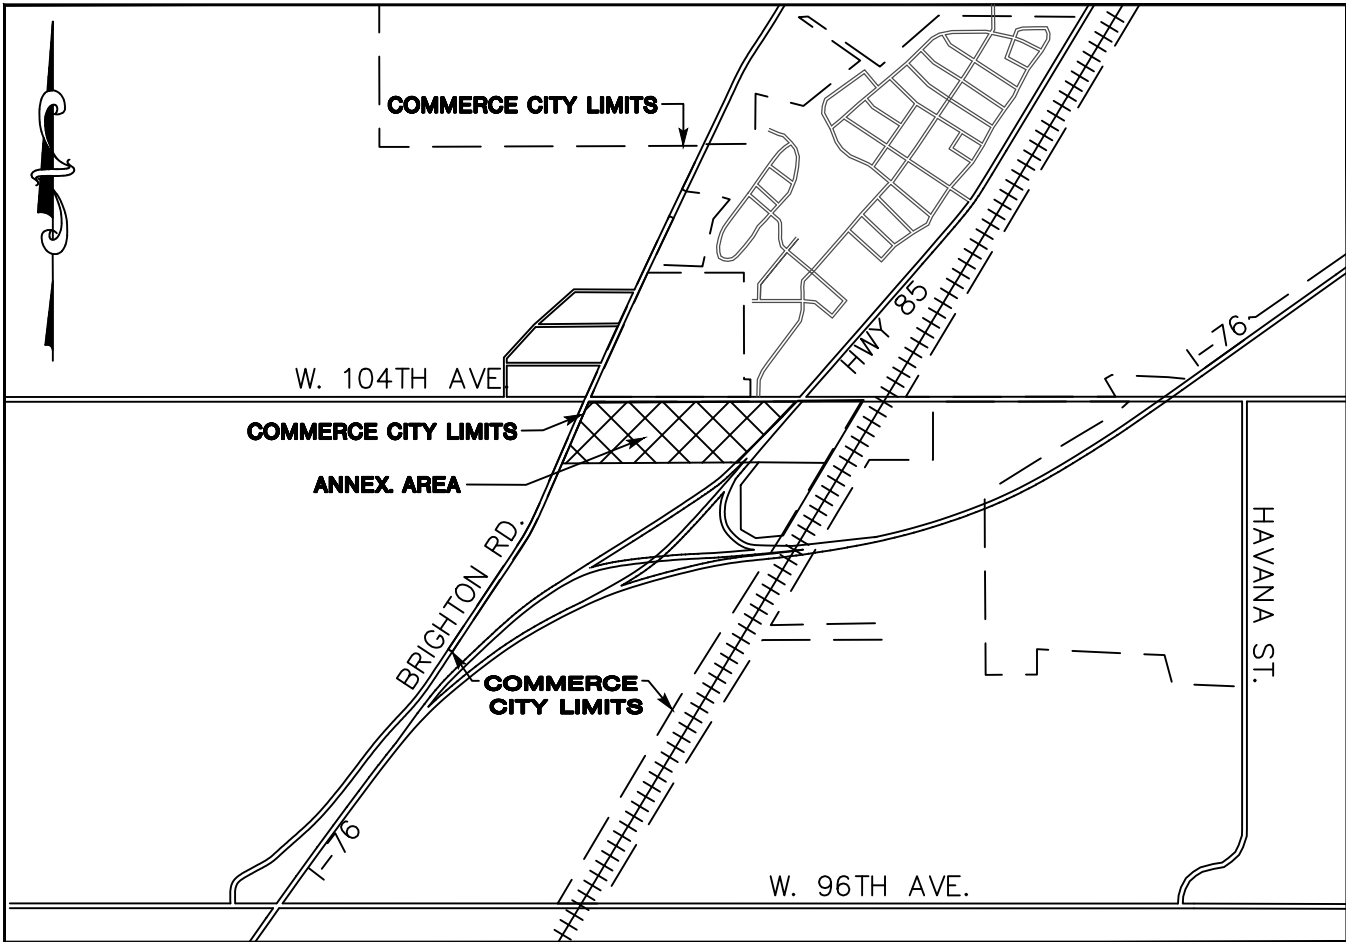 COMMERCE CITY LIMITS
HWY 85
I-76
W. 104TH AVE.
COMMERCE CITY LIMITS
ANNEX. AREA
BRIGHTON RD.
HAVANA ST.
COMMERCE
CITY LIMITS
I-76
W. 96TH AVE.